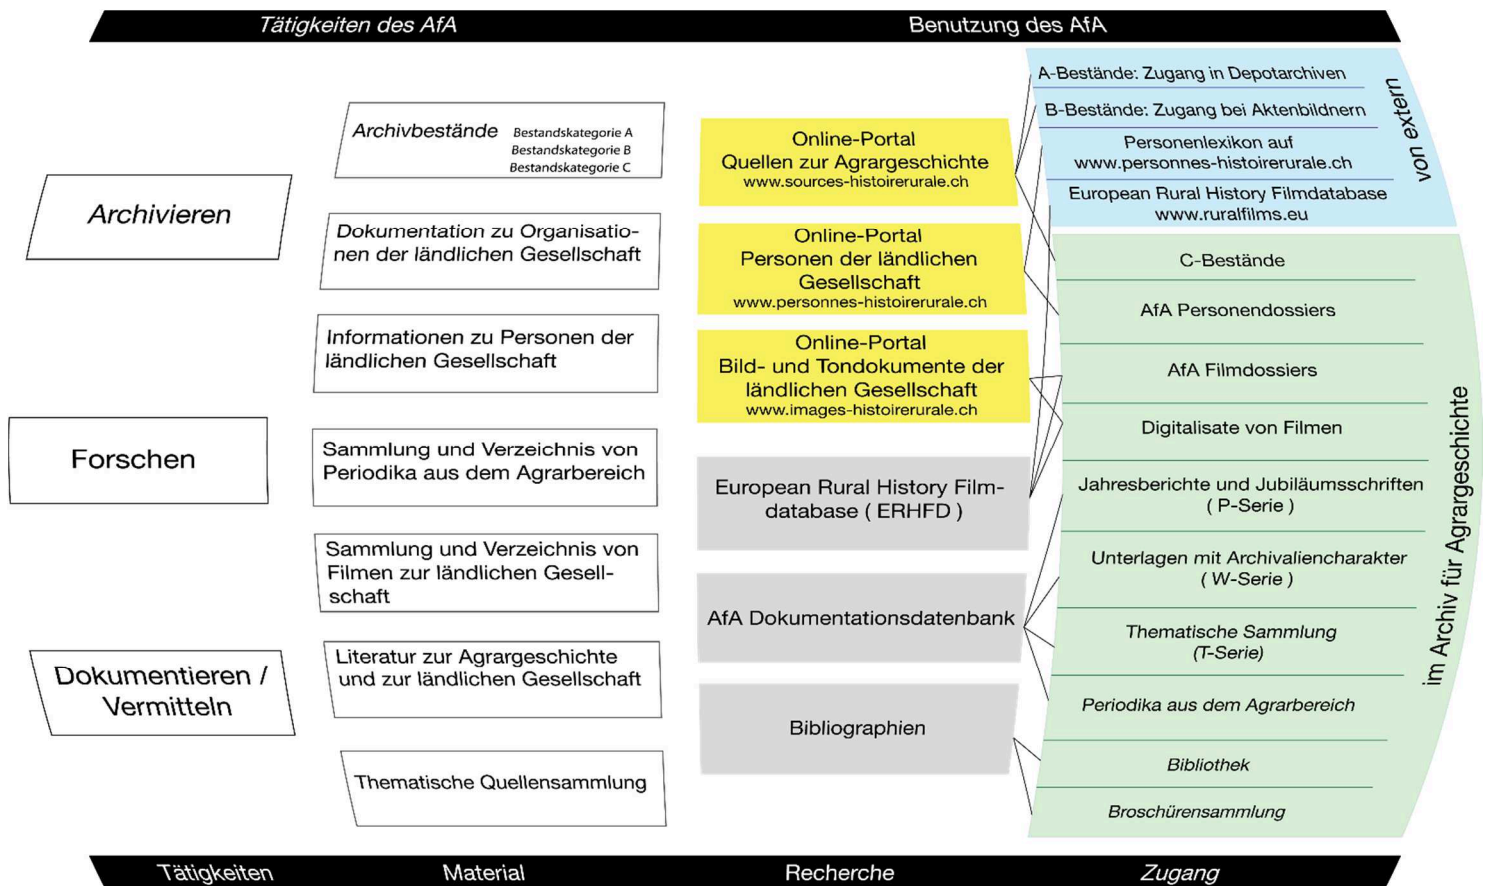 Tätigkeiten des AfA
Benutzung des AfA
Archivieren
Forschen
Dokumentieren /
Vermitteln
Archivbestände
Bestandskategorie A
Bestandskategorie B
Bestandskategorie C
Dokumentation zu Organisatio-
nen der ländlichen Gesellschaft
Informationen zu Personen der
ländlichen Gesellschaft
Sammlung und Verzeichnis von
Periodika aus dem Agrarbereich
Sammlung und Verzeichnis von
Filmen zur ländlichen Gesell-
schaft
Literatur zur Agrargeschichte
und zur ländlichen Gesellschaft
Thematische Quellensammlung
Online-Portal
Quellen zur Agrargeschichte
www.sources-histoirerurale.ch
Online-Portal
Personen der ländlichen
Gesellschaft
www.personnes-histoirerurale.ch
Online-Portal
Bild- und Tondokumente der
ländlichen Gesellschaft
www.images-histoirerurale.ch
European Rural History Film-
database ( ERHFD )
AfA Dokumentationsdatenbank
Bibliographien
A-Bestände: Zugang in Depotarchiven
B-Bestände: Zugang bei Aktenbildnern
Personenlexikon auf
www.personnes-histoirerurale.ch
European Rural History Filmdatabase
www.ruralfilms.eu
von extern
C-Bestände
AfA Personendossiers
AfA Filmdossiers
Digitalisate von Filmen
Jahresberichte und Jubiläumsschriften
( P-Serie )
Unterlagen mit Archivaliencharakter
( W-Serie )
Thematische Sammlung
(T-Serie)
Periodika aus dem Agrarbereich
Bibliothek
Broschürensammlung
im Archiv für Agrargeschichte
Tätigkeiten
Material
Recherche
Zugang